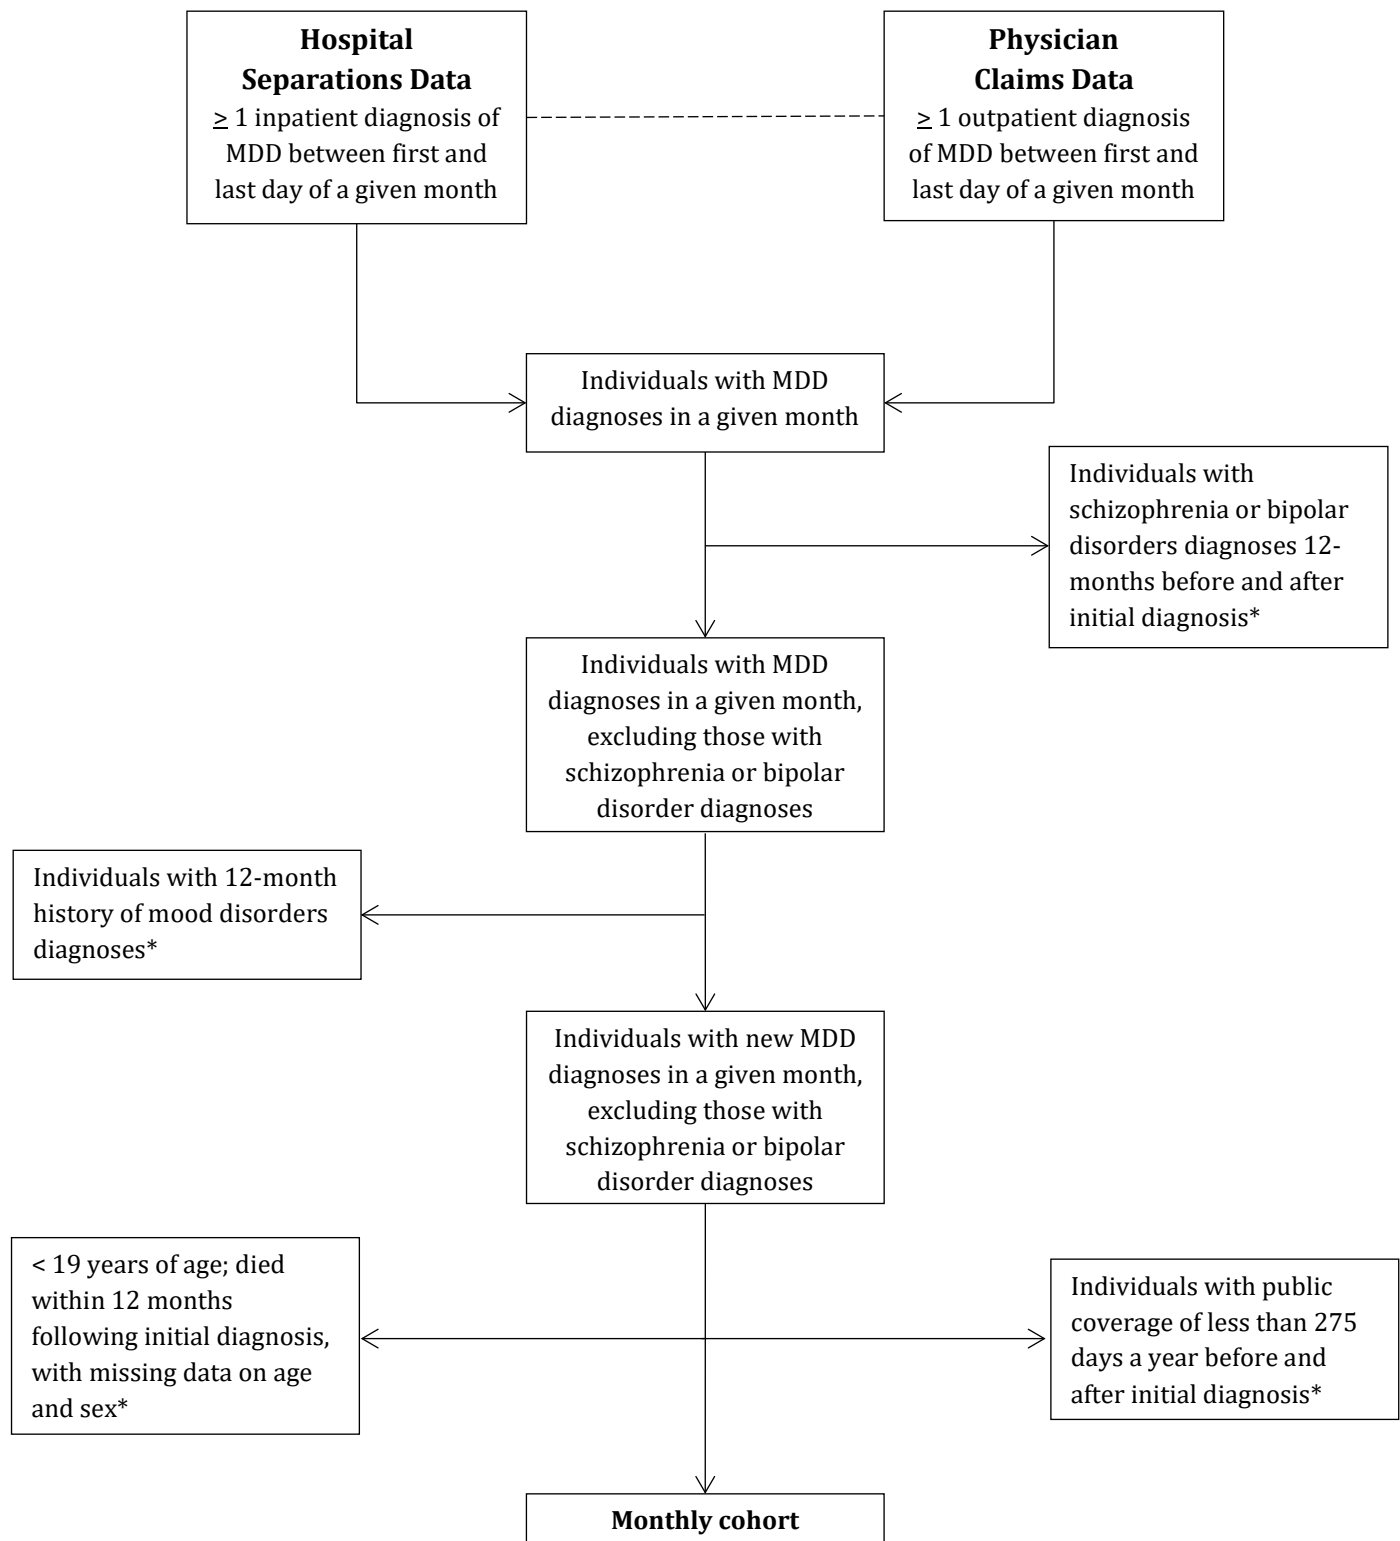 Hospital
Separations Data
≥ 1 inpatient diagnosis of
MDD between first and
last day of a given month
Physician
Claims Data
≥ 1 outpatient diagnosis
of MDD between first and
last day of a given month
Individuals with MDD
diagnoses in a given month
Individuals with
schizophrenia or bipolar
disorders diagnoses 12-
months before and after
initial diagnosis*
Individuals with MDD
diagnoses in a given month,
excluding those with
schizophrenia or bipolar
disorder diagnoses
Individuals with 12-month
history of mood disorders
diagnoses*
Individuals with new MDD
diagnoses in a given month,
excluding those with
schizophrenia or bipolar
disorder diagnoses
< 19 years of age; died
within 12 months
following initial diagnosis,
with missing data on age
and sex*
Individuals with public
coverage of less than 275
days a year before and
after initial diagnosis*
Monthly cohort